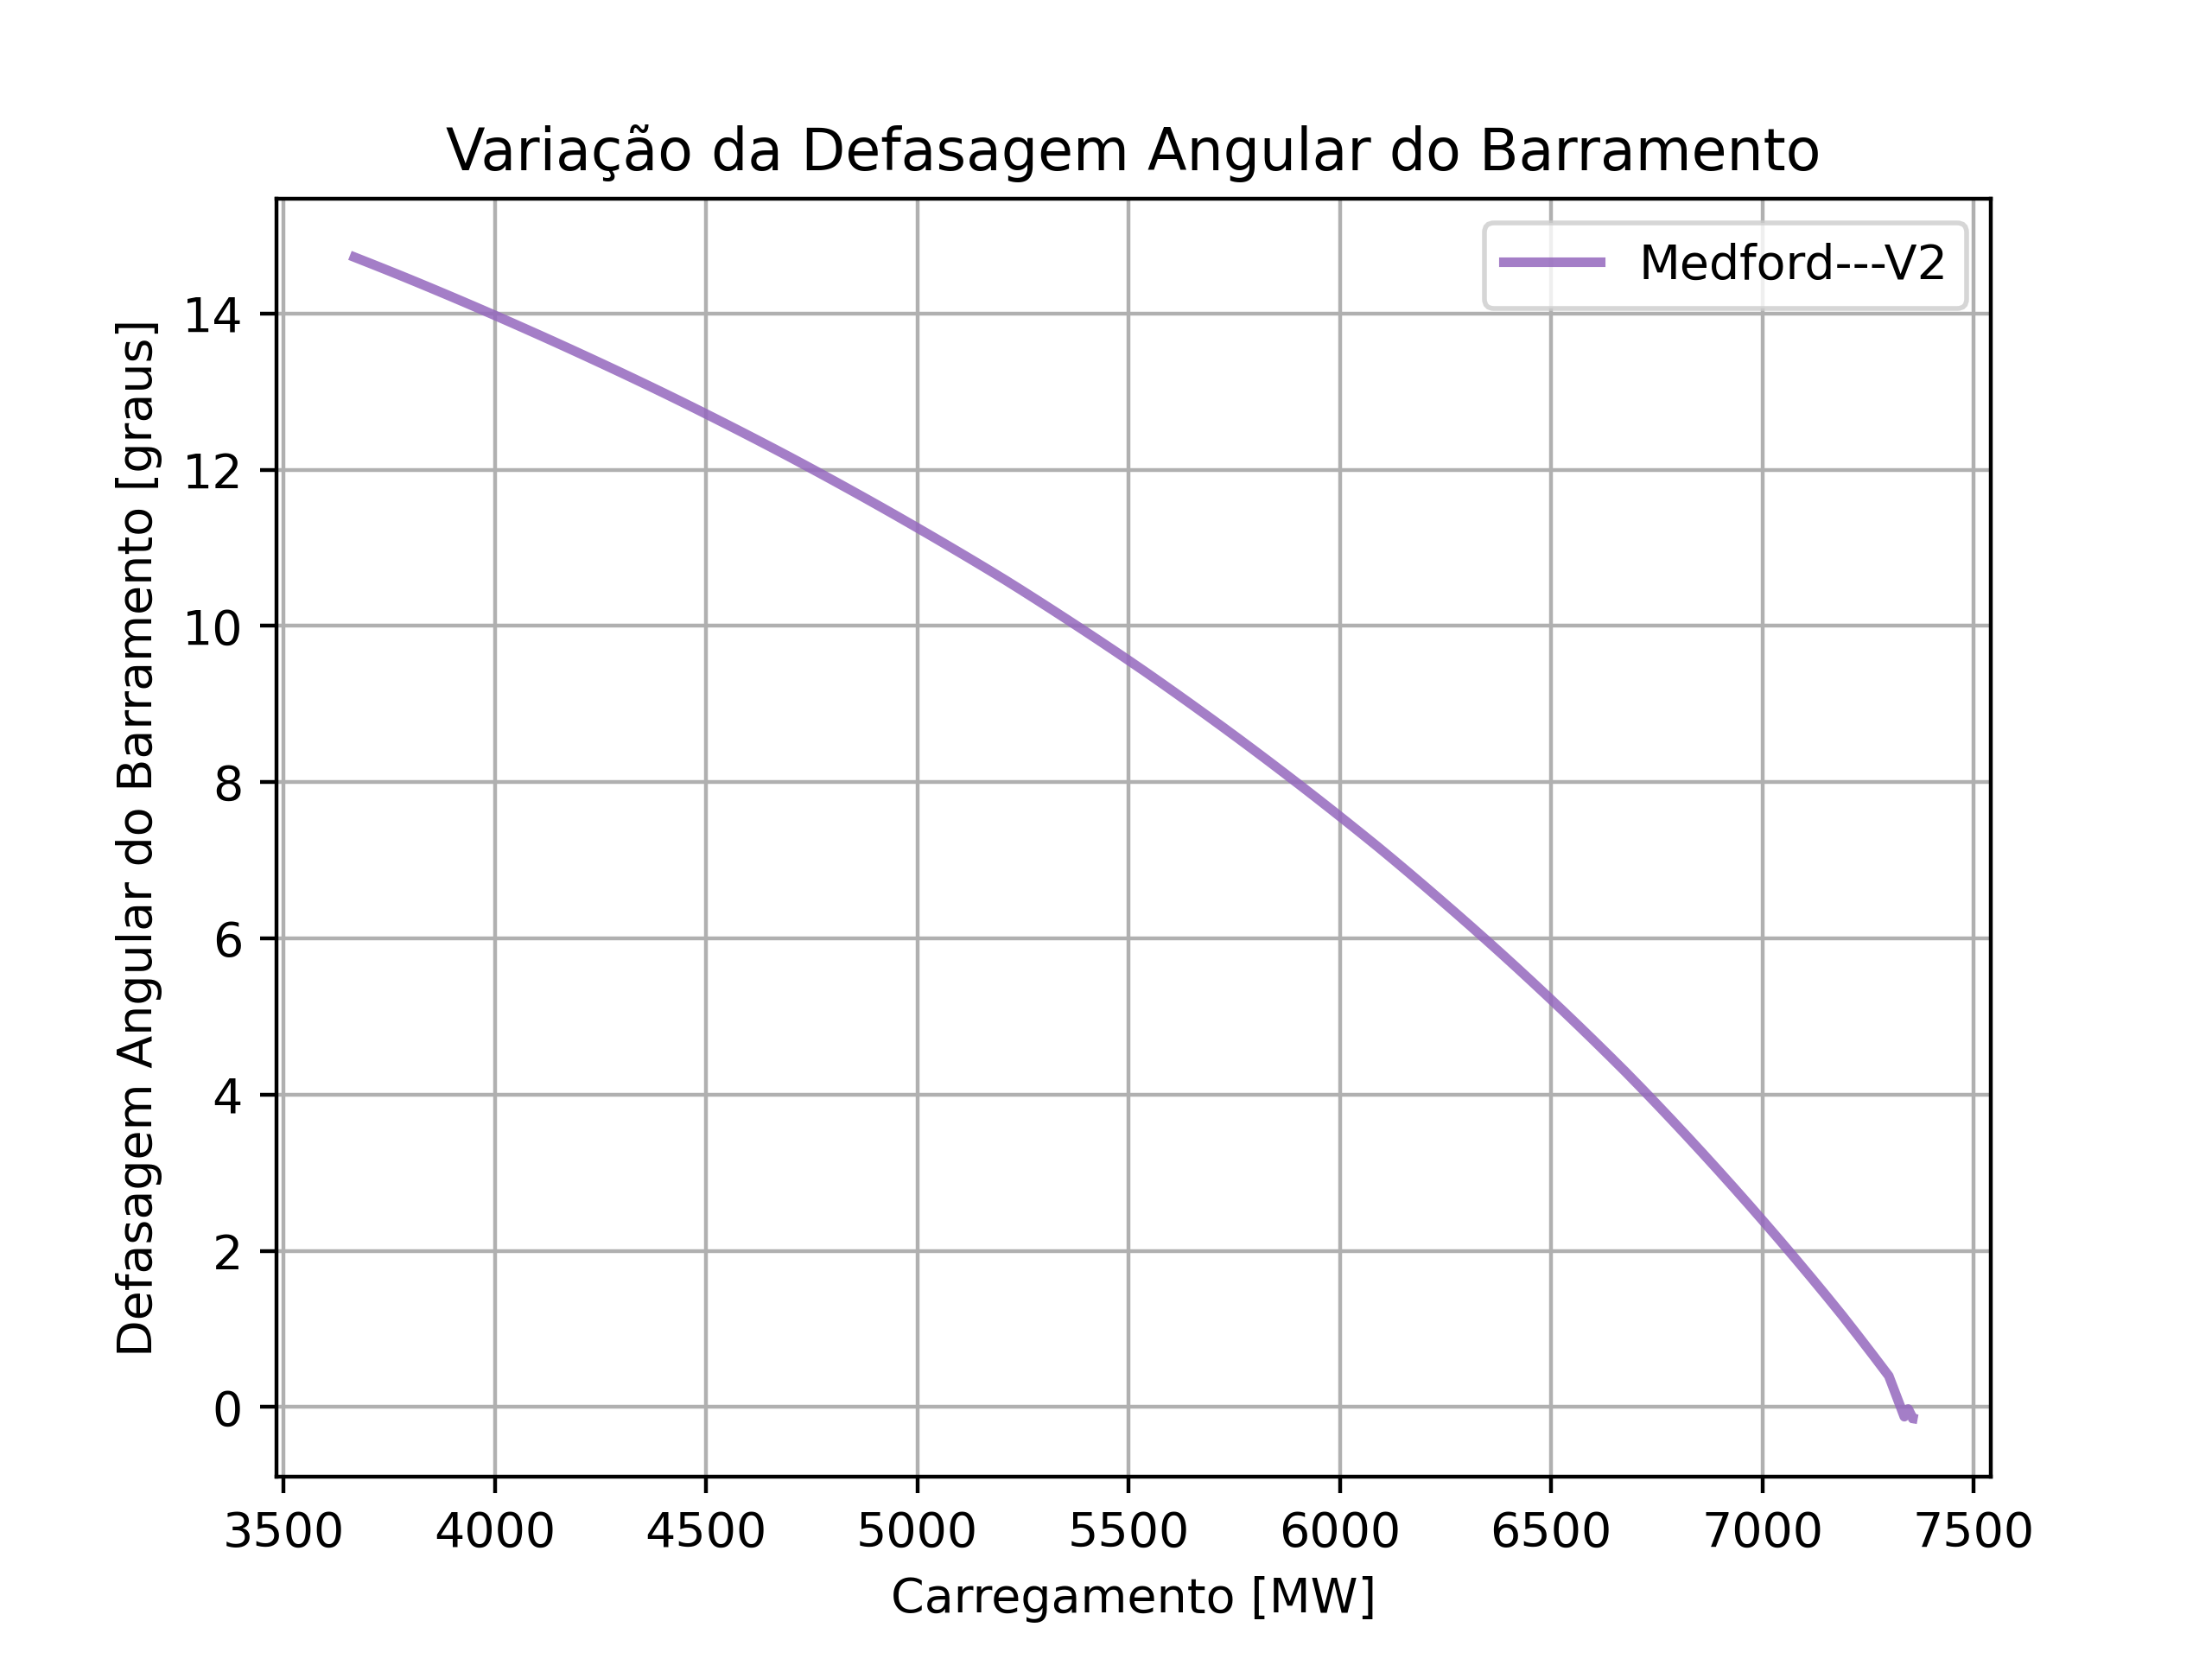 Variação da Defasagem Angular do Barramento
Medford---V2
Defasagem Angular do Barramento [graus]
14
12
10
8
6
4
2
0
3500 4000 4500 5000 5500 6000 6500 7000 7500
Carregamento [MW]